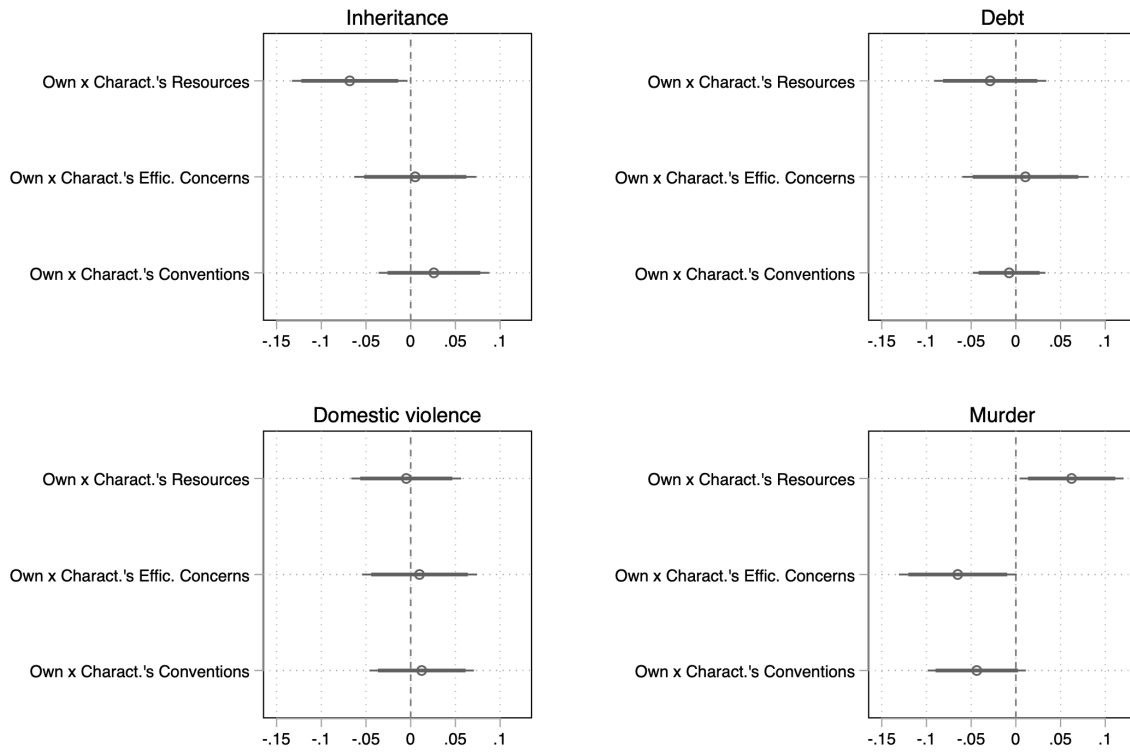 Inheritance
Own x Charact.'s Resources
Own x Charact.'s Effic. Concerns
Own x Charact.'s Conventions
-.15 -.1 -.05 0 .05 .1
Debt
Own x Charact.'s Resources
Own x Charact.'s Effic. Concerns
Own x Charact.'s Conventions
-.15 -.1 -.05 0 .05 .1
Domestic violence
Own x Charact.'s Resources
Own x Charact.'s Effic. Concerns
Own x Charact.'s Conventions
-.15 -.1 -.05 0 .05 .1
Murder
Own x Charact.'s Resources
Own x Charact.'s Effic. Concerns
Own x Charact.'s Conventions
-.15 -.1 -.05 0 .05 .1